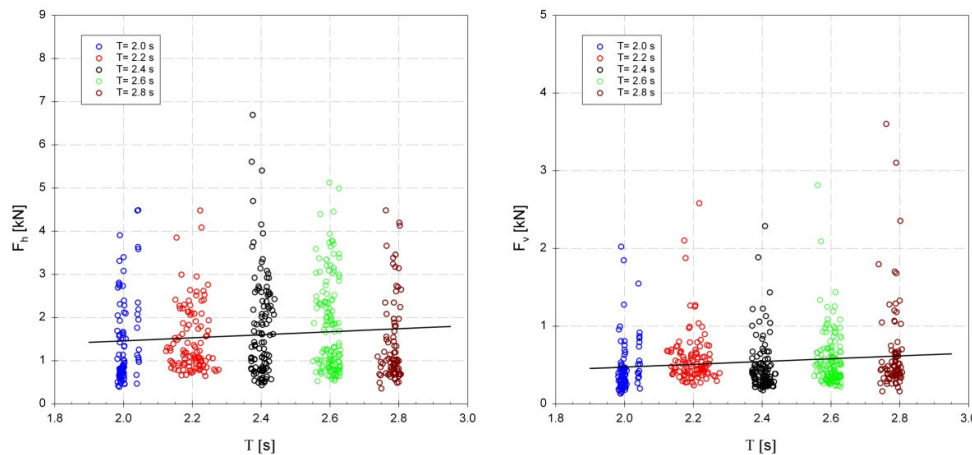 9
8
7
6
5
4
3
2
1
0
F_h [kN]
T= 2.0 s
T= 2.2 s
T= 2.4 s
T= 2.6 s
T= 2.8 s
1.8 2.0 2.2 2.4 2.6 2.8 3.0
T [s]
5
4
3
2
1
0
F_v [kN]
T= 2.0 s
T= 2.2 s
T= 2.4 s
T= 2.6 s
T= 2.8 s
1.8 2.0 2.2 2.4 2.6 2.8 3.0
T [s]